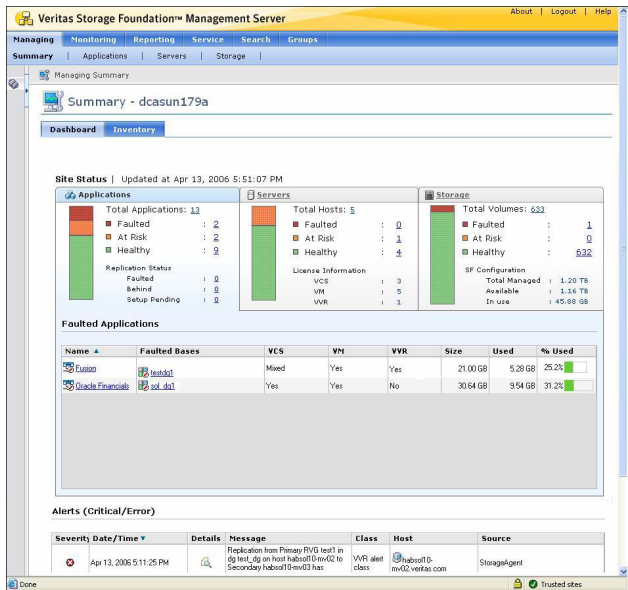 Veritas Storage Foundation™ Management Server
About | Logout | Help
Managing Monitoring Reporting Service Search Groups
Summary | Applications | Servers | Storage |
Managing Summary
Summary - dcasun179a
Dashboard Inventory
Site Status | Updated at Apr 13, 2006 5:51:07 PM
Applications
Total Applications: 13
Faulted : 2
At Risk : 2
Healthy : 9
Replication Status
Faulted : 0
Behind : 0
Setup Pending : 0
Servers
Total Hosts: 5
Faulted : 0
At Risk : 1
Healthy : 4
License Information
VCS : 3
VM : 5
VVR : 1
Storage
Total Volumes: 633
Faulted : 1
At Risk : 0
Healthy : 632
SF Configuration
Total Managed : 1.20 TB
Available : 1.16 TB
In use : 45.88 GB
Faulted Applications
Name Faulted Bases VCS VM VVR Size Used % Used
Fusion testdg1 Mixed Yes Yes 21.00 GB 5.28 GB 25.2%
Oracle Financials sol_dg1 Yes Yes No 30.64 GB 9.54 GB 31.2%
Alerts (Critical/Error)
Severity Date/Time Details Message Class Host Source
Apr 13, 2006 5:11:25 PM
Replication from Primary RVG test1 in
dg test_dg on host habsol10-mv02 to
Secondary habsol10-mv03 has
VVR alert
class
habsol10-
mv02.veritas.com
StorageAgent
Done
Trusted sites